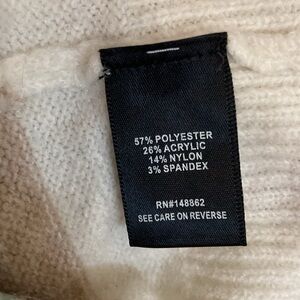 57% POLYESTER
26% ACRYLIC
14% NYLON
3% SPANDEX
RN#148862
SEE CARE ON REVERSE